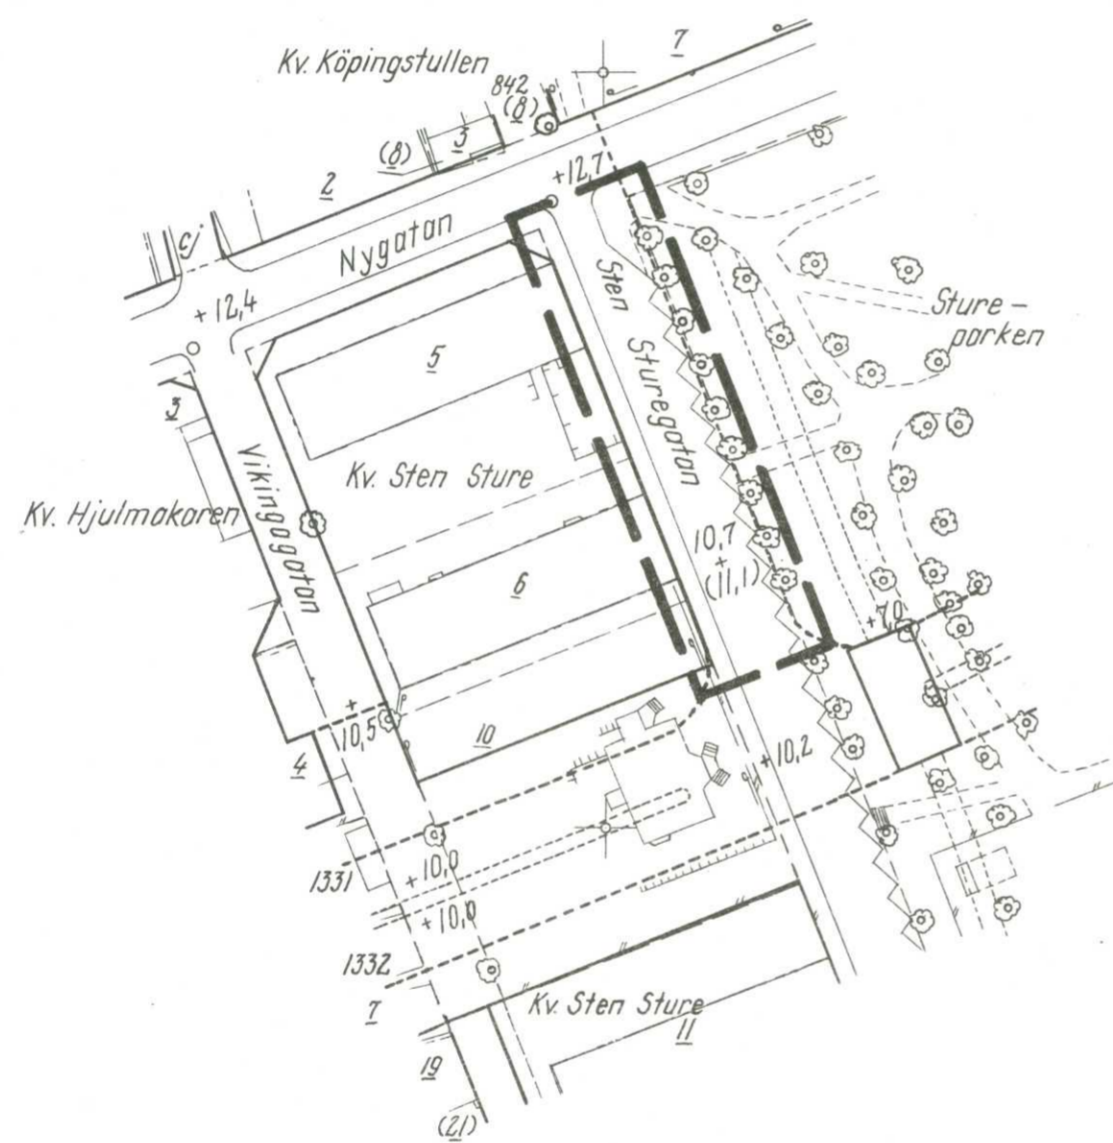 7
Kv. Köpingstullen
842
(8)
3
(8)
2
+12,7
cj
Nygatan
+12,4
Sten Sturegatan
Sture-
parken
5
3
Vikingagatan
Kv. Sten Sture
Kv. Hjulmakaren
10,7
+
(11,1)
6
+7,0
+
10,5
10
4
+10,2
1331
+10,0
+10,0
1332
7
Kv. Sten Sture
11
19
(21)